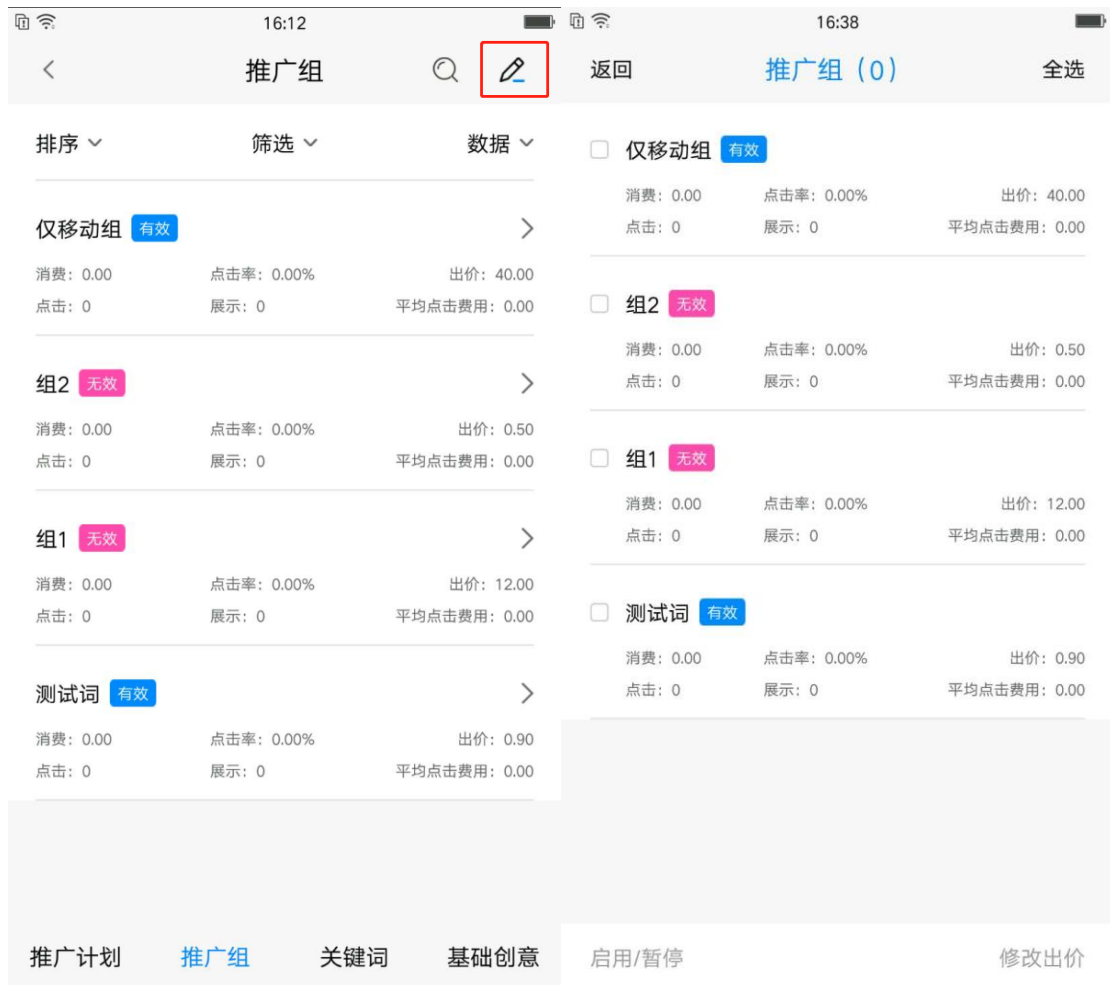 16:12
推广组
排序 筛选 数据
仅移动组 有效
消费：0.00 点击率：0.00% 出价：40.00
点击：0 展示：0 平均点击费用：0.00
组2 无效
消费：0.00 点击率：0.00% 出价：0.50
点击：0 展示：0 平均点击费用：0.00
组1 无效
消费：0.00 点击率：0.00% 出价：12.00
点击：0 展示：0 平均点击费用：0.00
测试词 有效
消费：0.00 点击率：0.00% 出价：0.90
点击：0 展示：0 平均点击费用：0.00
推广计划 推广组 关键词 基础创意
16:38
返回 推广组（0） 全选
仅移动组 有效
消费：0.00 点击率：0.00% 出价：40.00
点击：0 展示：0 平均点击费用：0.00
组2 无效
消费：0.00 点击率：0.00% 出价：0.50
点击：0 展示：0 平均点击费用：0.00
组1 无效
消费：0.00 点击率：0.00% 出价：12.00
点击：0 展示：0 平均点击费用：0.00
测试词 有效
消费：0.00 点击率：0.00% 出价：0.90
点击：0 展示：0 平均点击费用：0.00
启用/暂停 修改出价